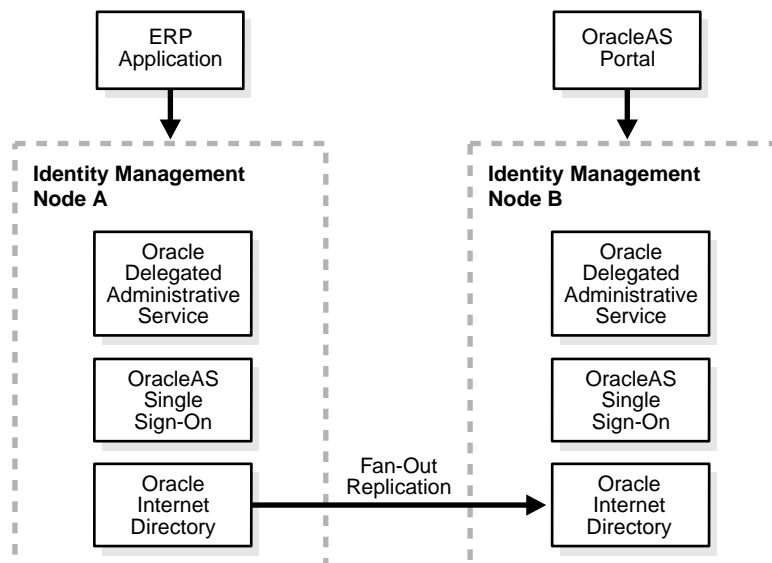 ERP
Application
OracleAS
Portal
Identity Management
Node A
Oracle
Delegated
Administrative
Service
OracleAS
Single
Sign-On
Oracle
Internet
Directory
Fan-Out
Replication
Identity Management
Node B
Oracle
Delegated
Administrative
Service
OracleAS
Single
Sign-On
Oracle
Internet
Directory